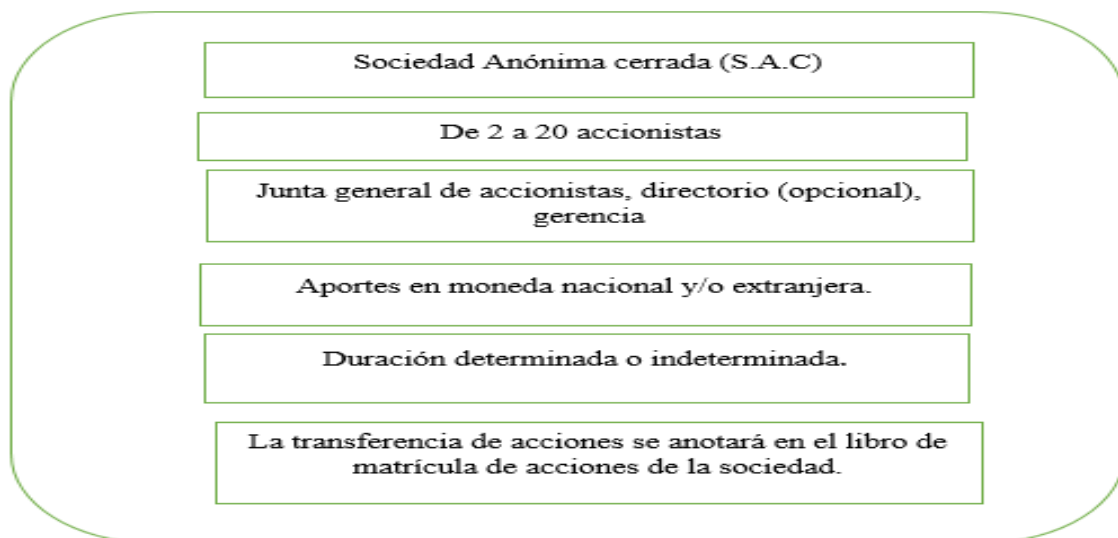 Sociedad Anónima cerrada (S.A.C)
De 2 a 20 accionistas
Junta general de accionistas, directorio (opcional),
gerencia
Aportes en moneda nacional y/o extranjera.
Duración determinada o indeterminada.
La transferencia de acciones se anotará en el libro de
matrícula de acciones de la sociedad.